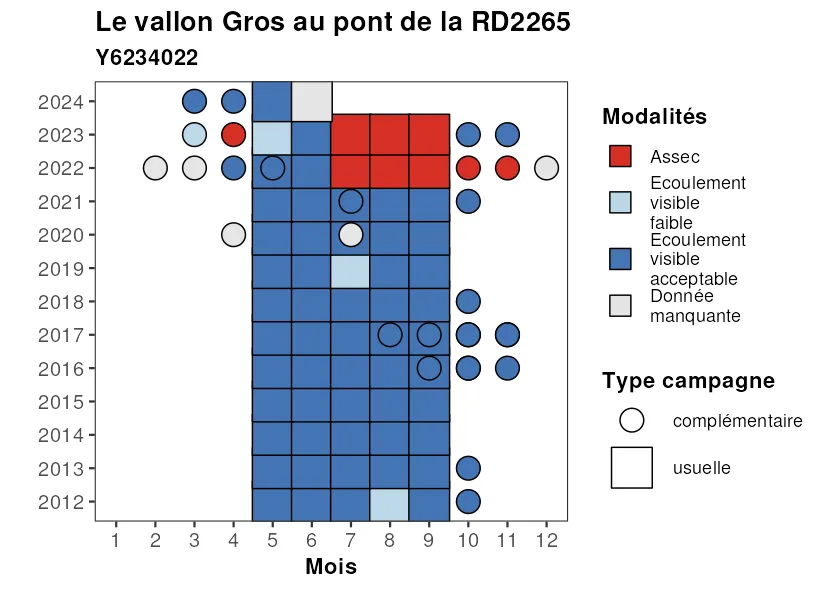 Le vallon Gros au pont de la RD2265
Y6234022
2024
2023
2022
2021
2020
2019
2018
2017
2016
2015
2014
2013
2012
1 2 3 4 5 6 7 8 9 10 11 12
Mois
Modalités
Assec
Ecoulement
visible
faible
Ecoulement
visible
acceptable
Donnée
manquante
Type campagne
complémentaire
usuelle